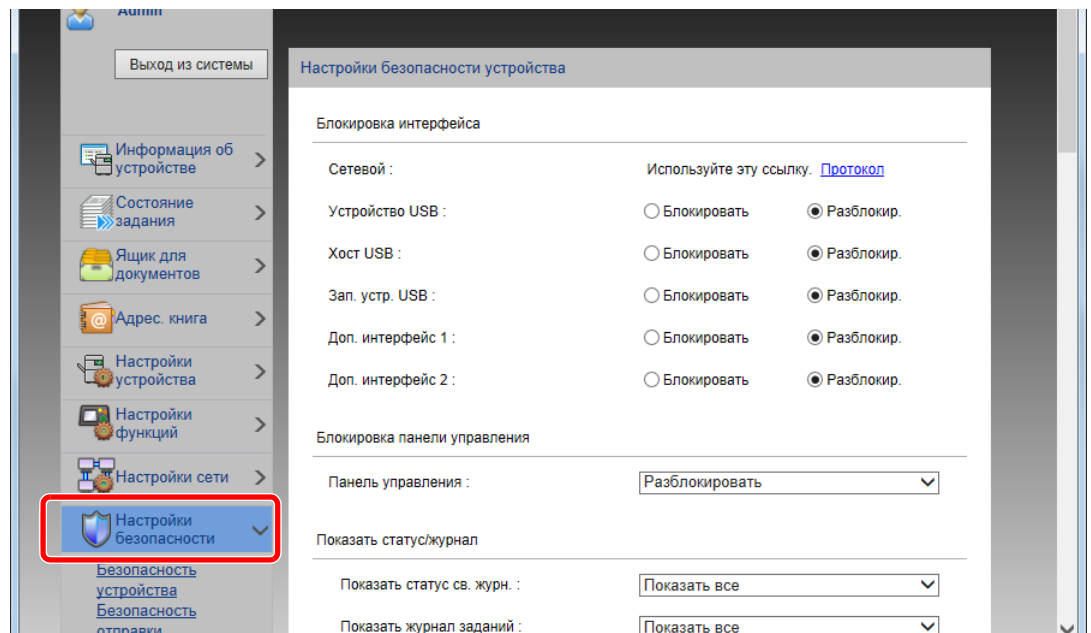 Admin
Выход из системы
Информация об
устройстве
Состояние
задания
Ящик для
документов
Адрес. книга
Настройки
устройства
Настройки
функций
Настройки сети
Настройки
безопасности
Безопасность
устройства
Безопасность
отправки
Настройки безопасности устройства
Блокировка интерфейса
Сетевой : Используйте эту ссылку. Протокол
Устройство USB : Блокировать Разблокир.
Хост USB : Блокировать Разблокир.
Зап. устр. USB : Блокировать Разблокир.
Доп. интерфейс 1 : Блокировать Разблокир.
Доп. интерфейс 2 : Блокировать Разблокир.
Блокировка панели управления
Панель управления : Разблокировать
Показать статус/журнал
Показать статус св. журн. : Показать все
Показать журнал заданий : Показать все